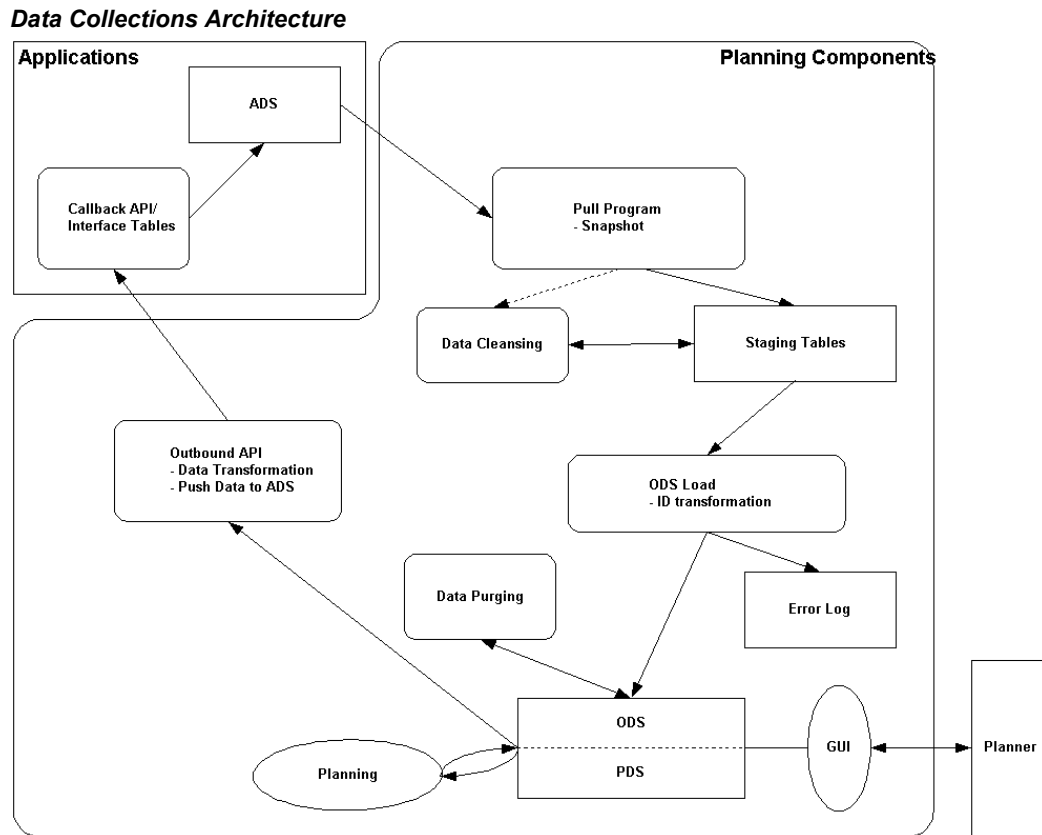 Data Collections Architecture
Applications
Planning Components
ADS
Callback API/
Interface Tables
Pull Program
- Snapshot
Data Cleansing
Staging Tables
Outbound API
- Data Transformation
- Push Data to ADS
ODS Load
- ID transformation
Data Purging
Error Log
ODS
PDS
Planning
GUI
Planner